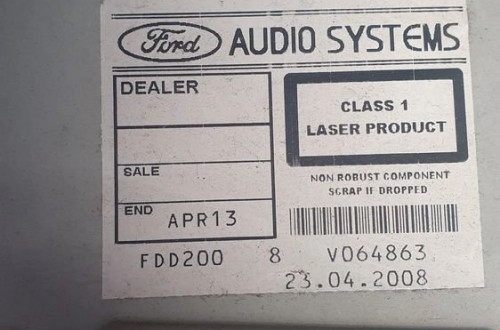 Ford AUDIO SYSTEMS
DEALER
CLASS 1
LASER PRODUCT
SALE
NON ROBUST COMPONENT
SCRAP IF DROPPED
END APR13
FDD200 8 V064863
23.04.2008